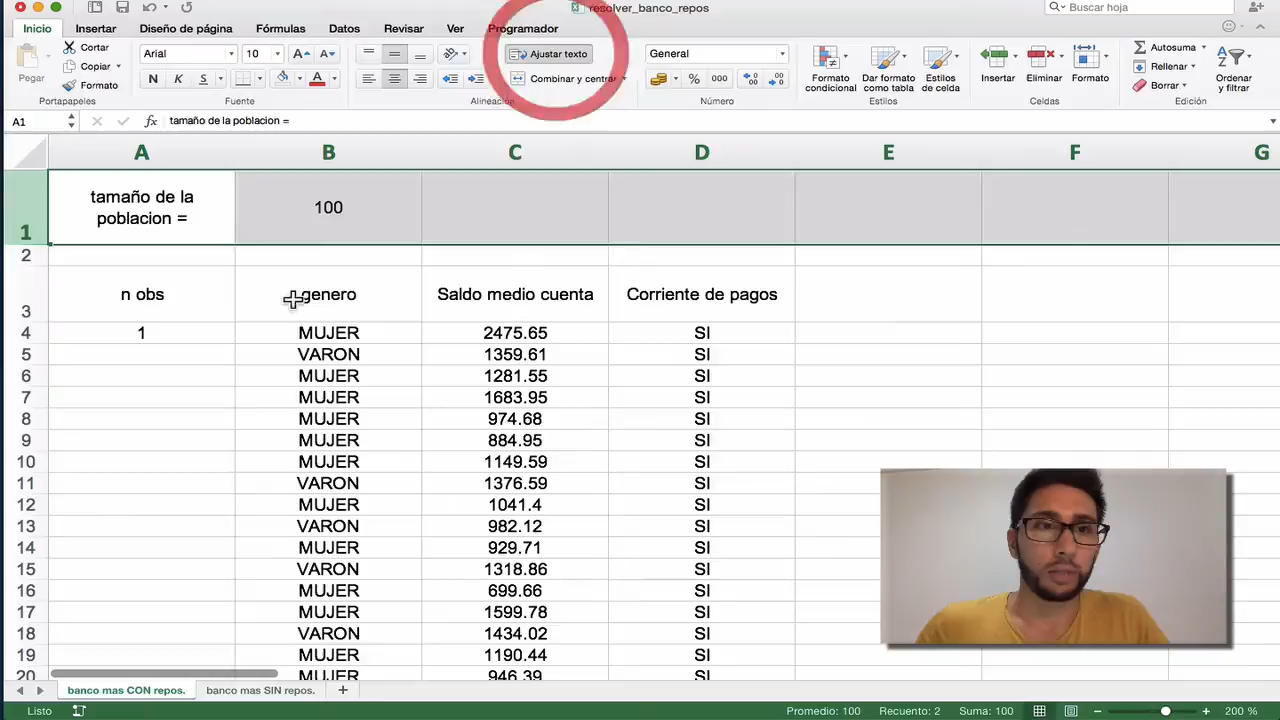 resolver_banco_repos
Buscar hoja
Inicio Insertar Diseño de página Fórmulas Datos Revisar Ver Programador
Pegar
Cortar
Copiar
Formato
Portapapeles
Arial 10 A A
N K S A
Fuente
Ajustar texto
Combinar y centrar
Alineación
General
% 000
Número
Formato condicional
Dar formato como tabla
Estilos de celda
Estilos
Insertar Eliminar Formato
Celdas
Autosuma
Rellenar
Borrar
Ordenar y filtrar
Edición
A1 fx tamaño de la poblacion =
A B C D E F G
tamaño de la
1 poblacion = 100
2
3 n obs genero Saldo medio cuenta Corriente de pagos
4 1 MUJER 2475.65 SI
5 VARON 1359.61 SI
6 MUJER 1281.55 SI
7 MUJER 1683.95 SI
8 MUJER 974.68 SI
9 MUJER 884.95 SI
10 MUJER 1149.59 SI
11 VARON 1376.59 SI
12 MUJER 1041.4 SI
13 VARON 982.12 SI
14 MUJER 929.71 SI
15 VARON 1318.86 SI
16 MUJER 699.66 SI
17 MUJER 1599.78 SI
18 VARON 1434.02 SI
19 MUJER 1190.44 SI
20 MUJER 946.39 SI
banco mas CON repos. banco mas SIN repos. +
Listo Promedio: 100 Recuento: 2 Suma: 100 200 %